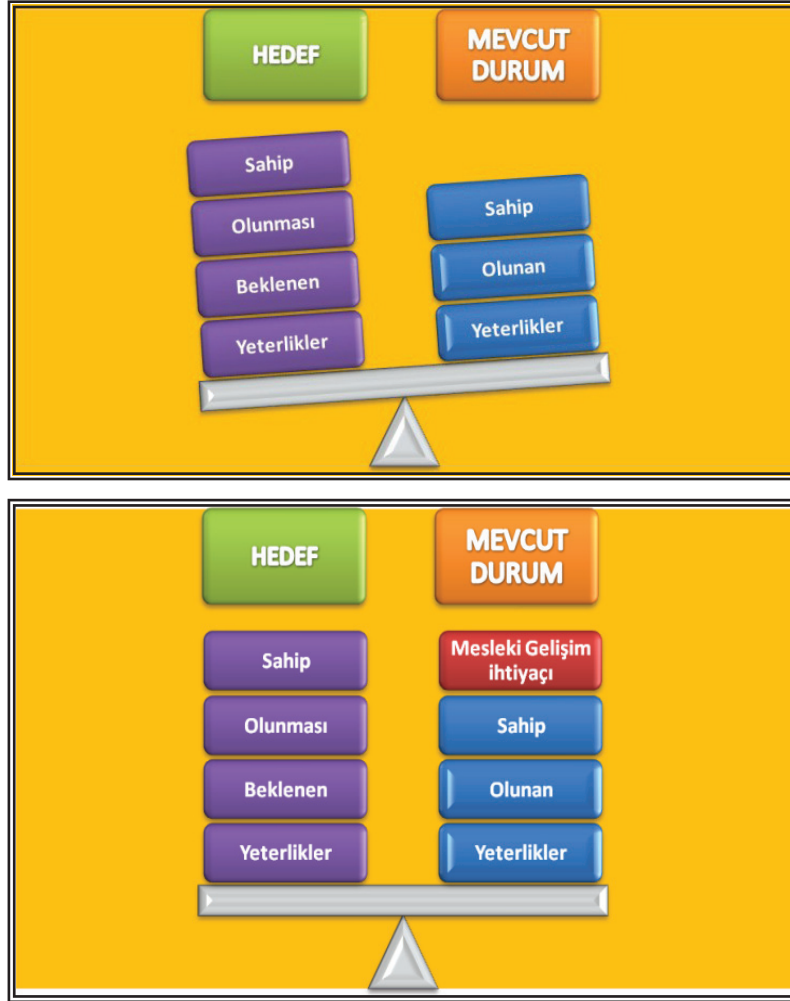 HEDEF
MEVCUT
DURUM
Sahip
Olunması
Beklenen
Yeterlikler
Sahip
Olunan
Yeterlikler
HEDEF
MEVCUT
DURUM
Sahip
Olunması
Beklenen
Yeterlikler
Mesleki Gelişim
ihtiyaçı
Sahip
Olunan
Yeterlikler